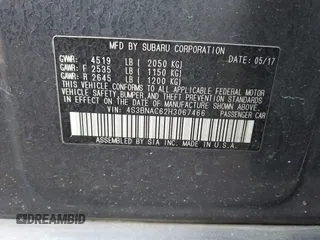 MFD BY SUBARU CORPORATION
GVWR: 4519 LB ( 2050 KG) DATE: 05/17
GAWR: F 2535 LB ( 1150 KG)
GAWR: R 2645 LB ( 1200 KG)
THIS VEHICLE CONFORMS TO ALL APPLICABLE
FEDERAL MOTOR VEHICLE
SAFETY, BUMPER, AND THEFT PREVENTION STANDARDS
IN EFFECT ON THE DATE OF MANUFACTURE SHOWN ABOVE.
VIN: 4S3BNAC62H3067466 PASSENGER CAR
ASSEMBLED BY SIA INC. MADE IN U.S.A.
BIDMOOSE